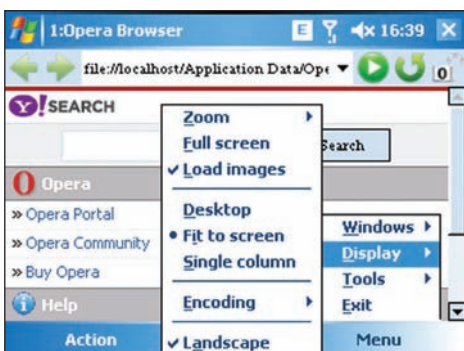 1:Opera Browser E 16:39
file://localhost/Application Data/Ope 0
Y! SEARCH
Search
Opera
» Opera Portal
» Opera Community
» Buy Opera
Help
Zoom
Full screen
✓ Load images
Desktop
• Fit to screen
Single column
Encoding
✓ Landscape
Windows
Display
Tools
Exit
Action Menu